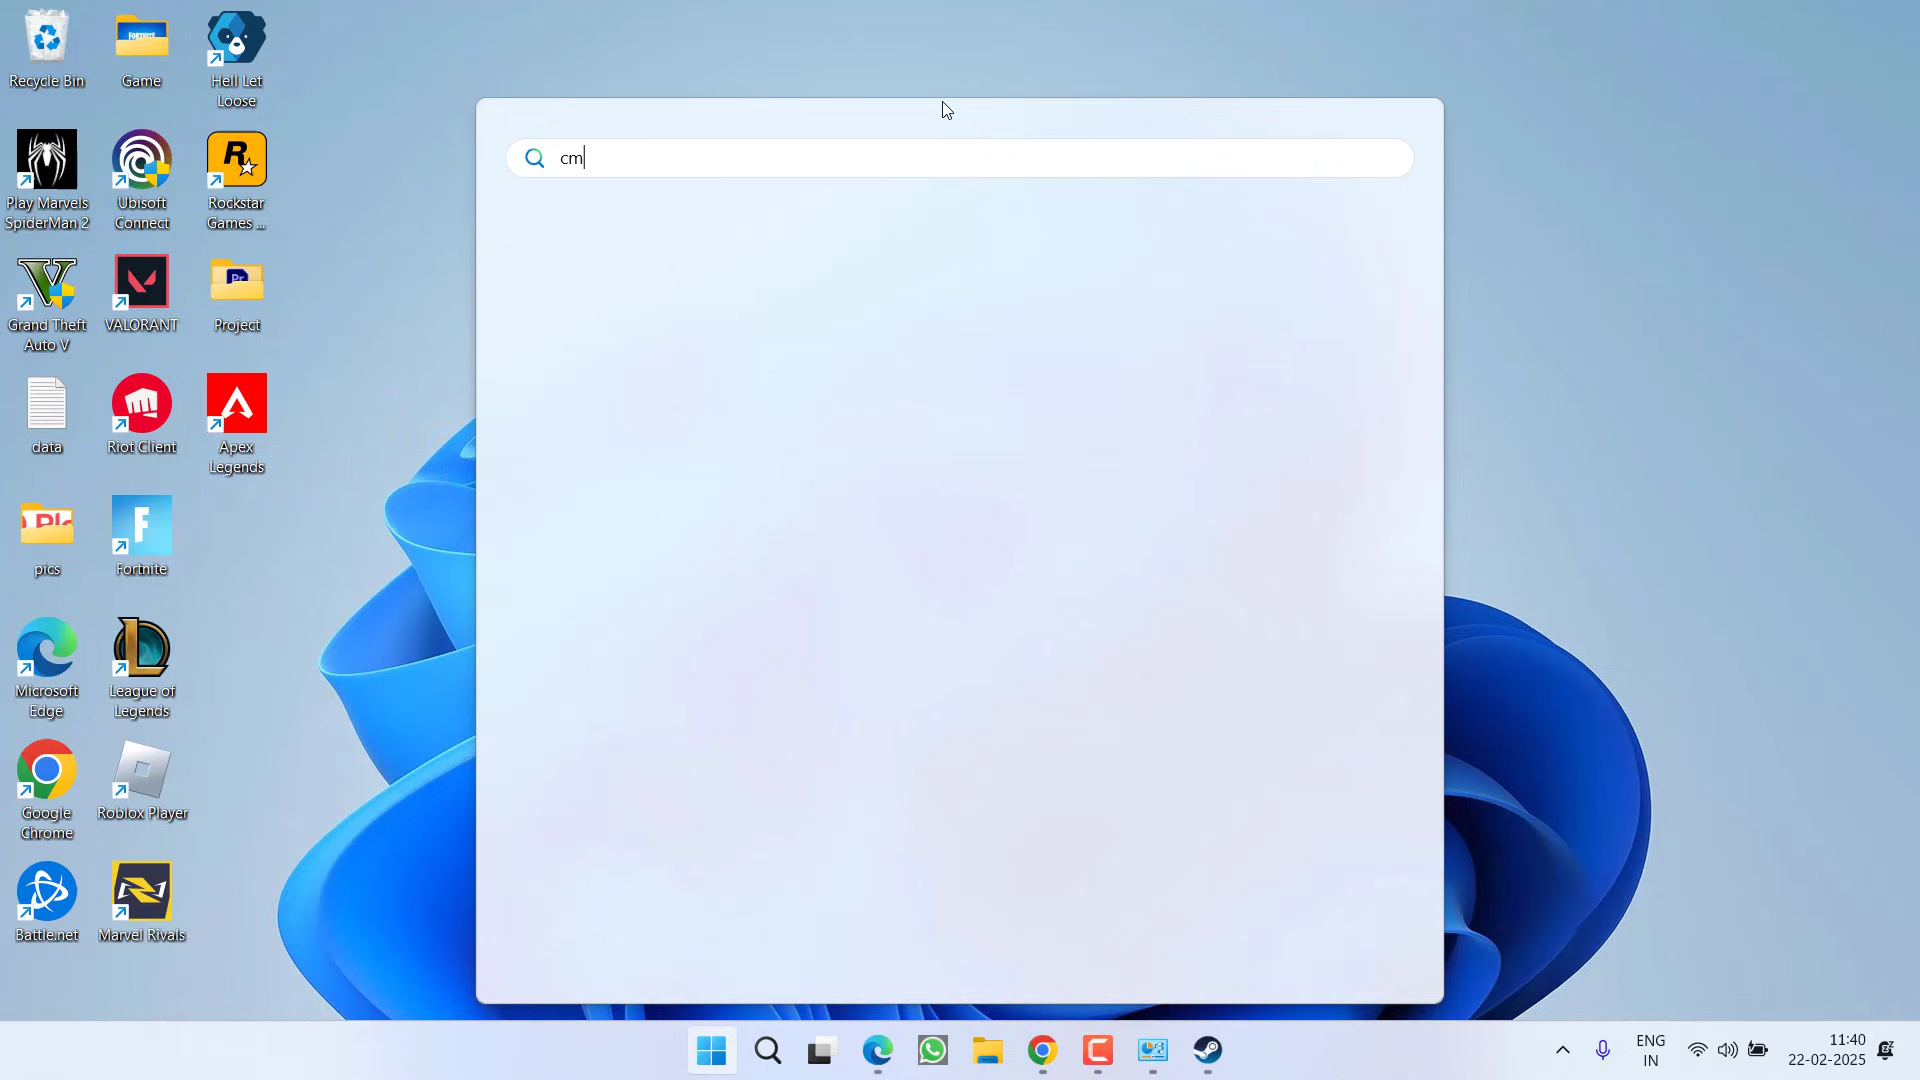 Recycle Bin
Game
Hell Let
Loose
Play Marvels
SpiderMan 2
Ubisoft
Connect
Rockstar
Games ...
Grand Theft
Auto V
VALORANT
Project
data
Riot Client
Apex
Legends
pics
Fortnite
Microsoft
Edge
League of
Legends
Google
Chrome
Roblox Player
Battle.net
Marvel Rivals
FORTNITE
R
Pr
F
cm
ENG
IN
11:40
22-02-2025